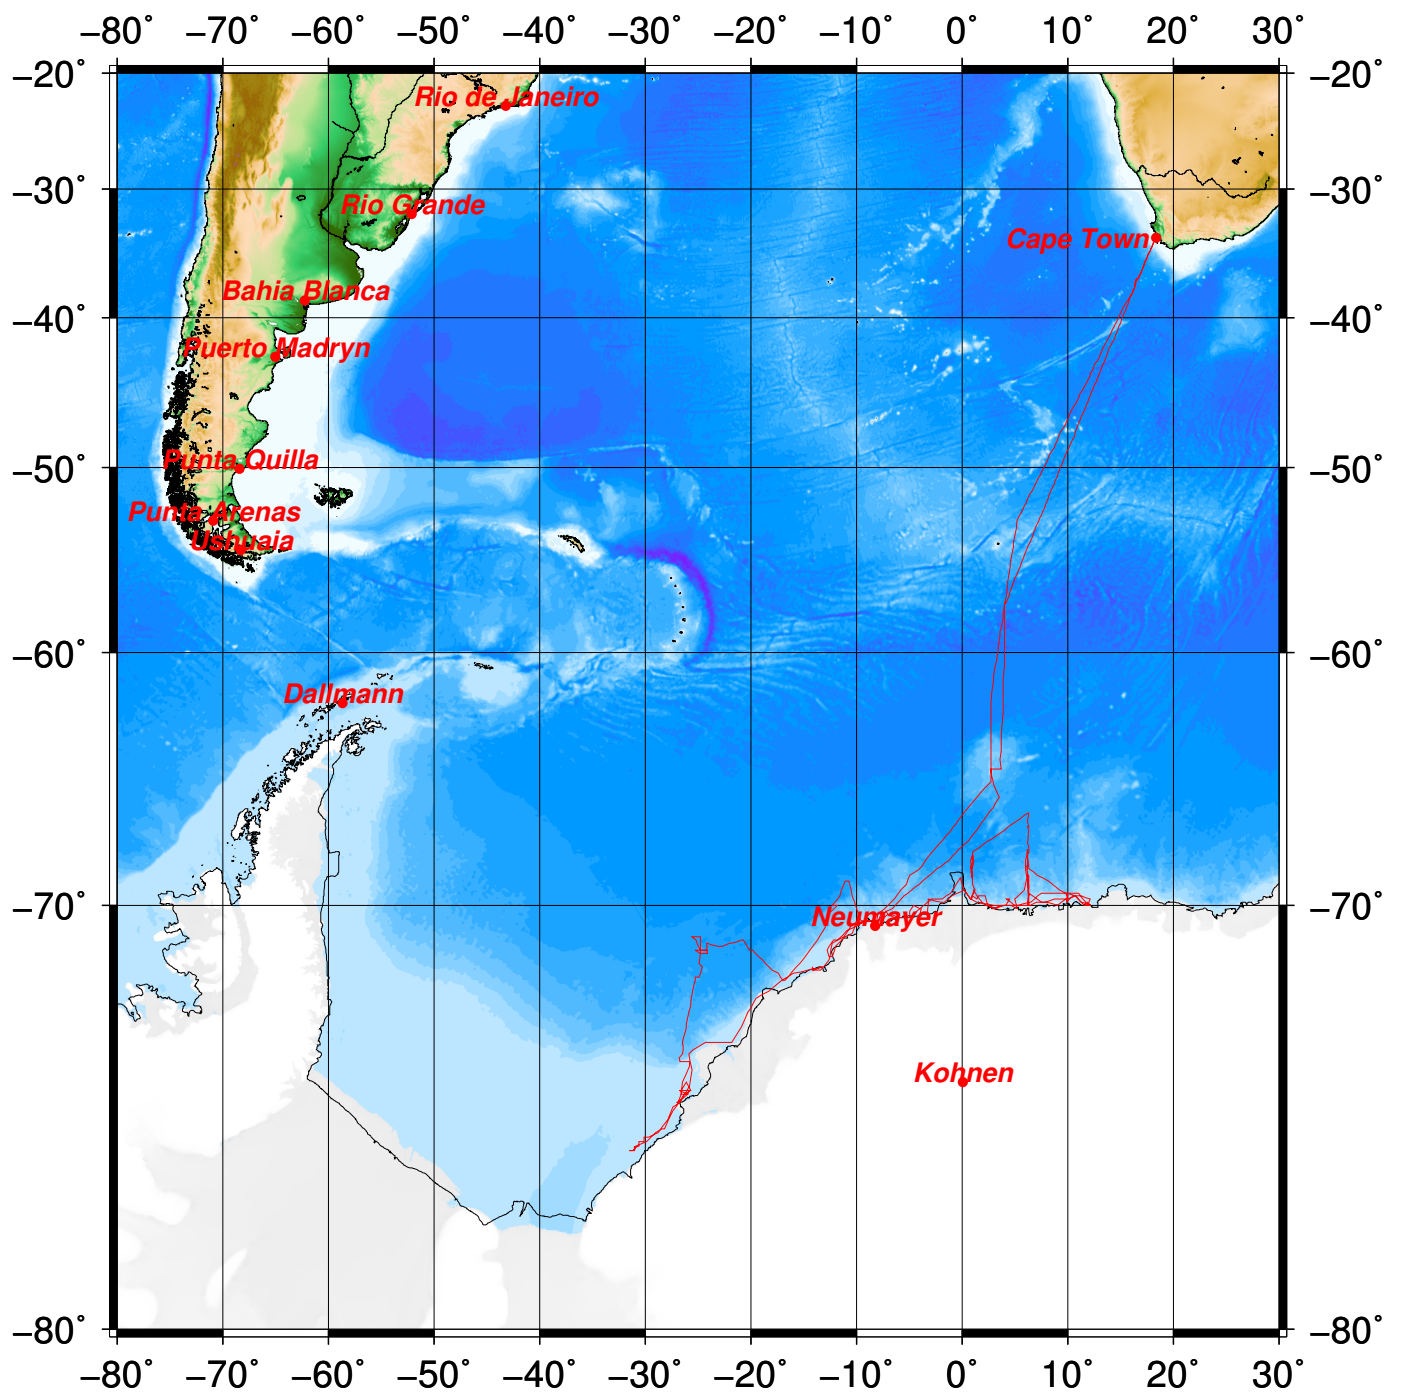 −80° −70° −60° −50° −40° −30° −20° −10° 0° 10° 20° 30°
−20° −20°
Rio de Janeiro
−30° −30°
Rio Grande
Cape Town
Bahia Blanca
−40° −40°
Puerto Madryn
Punta Quilla
−50° −50°
Punta Arenas
Ushuaia
−60° −60°
Dallmann
−70° −70°
Neumayer
Kohnen
−80° −80°
−80° −70° −60° −50° −40° −30° −20° −10° 0° 10° 20° 30°